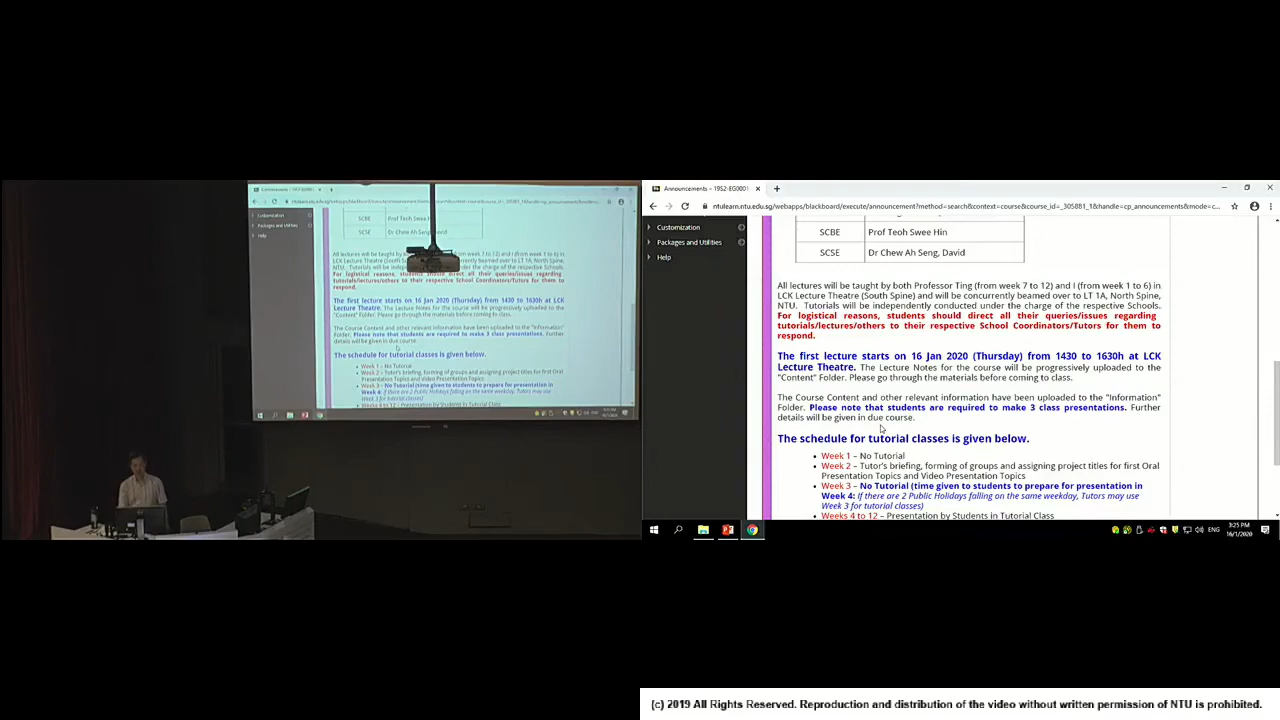 Announcements – 19S2-EG0001
ntulearn.ntu.edu.sg/webapps/blackboard/execute/announcement?method=search&context=course&course_id=_305881_1&handle=cp_announcements&mode=c...
Customization
Packages and Utilities
Help
SCBE Prof Teoh Swee Hin
SCSE Dr Chew Ah Seng, David
All lectures will be taught by both Professor Ting (from week 7 to 12) and I (from week 1 to 6) in
LCK Lecture Theatre (South Spine) and will be concurrently beamed over to LT 1A, North Spine,
NTU. Tutorials will be independently conducted under the charge of the respective Schools.
For logistical reasons, students should direct all their queries/issues regarding
tutorials/lectures/others to their respective School Coordinators/Tutors for them to
respond.
The first lecture starts on 16 Jan 2020 (Thursday) from 1430 to 1630h at LCK
Lecture Theatre. The Lecture Notes for the course will be progressively uploaded to the
"Content" Folder. Please go through the materials before coming to class.
The Course Content and other relevant information have been uploaded to the "Information"
Folder. Please note that students are required to make 3 class presentations. Further
details will be given in due course.
The schedule for tutorial classes is given below.
• Week 1 – No Tutorial
• Week 2 – Tutor's briefing, forming of groups and assigning project titles for first Oral
Presentation Topics and Video Presentation Topics
• Week 3 – No Tutorial (time given to students to prepare for presentation in
Week 4: If there are 2 Public Holidays falling on the same weekday, Tutors may use
Week 3 for tutorial classes)
• Weeks 4 to 12 – Presentation by Students in Tutorial Class
ENG
3:25 PM
16/1/2020
(c) 2019 All Rights Reserved. Reproduction and distribution of the video without written permission of NTU is prohibited.